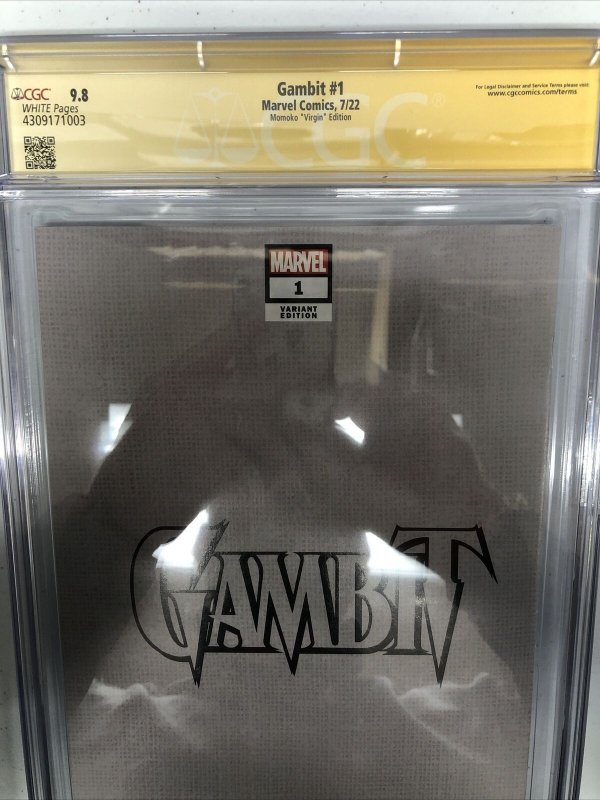 CGC 9.8
WHITE Pages
4309171003
Gambit #1
Marvel Comics, 7/22
Momoko "Virgin" Edition
For Legal Disclaimer and Service Terms please visit
www.cgccomics.com/terms
CGC
MARVEL
1
VARIANT
EDITION
GAMBIT